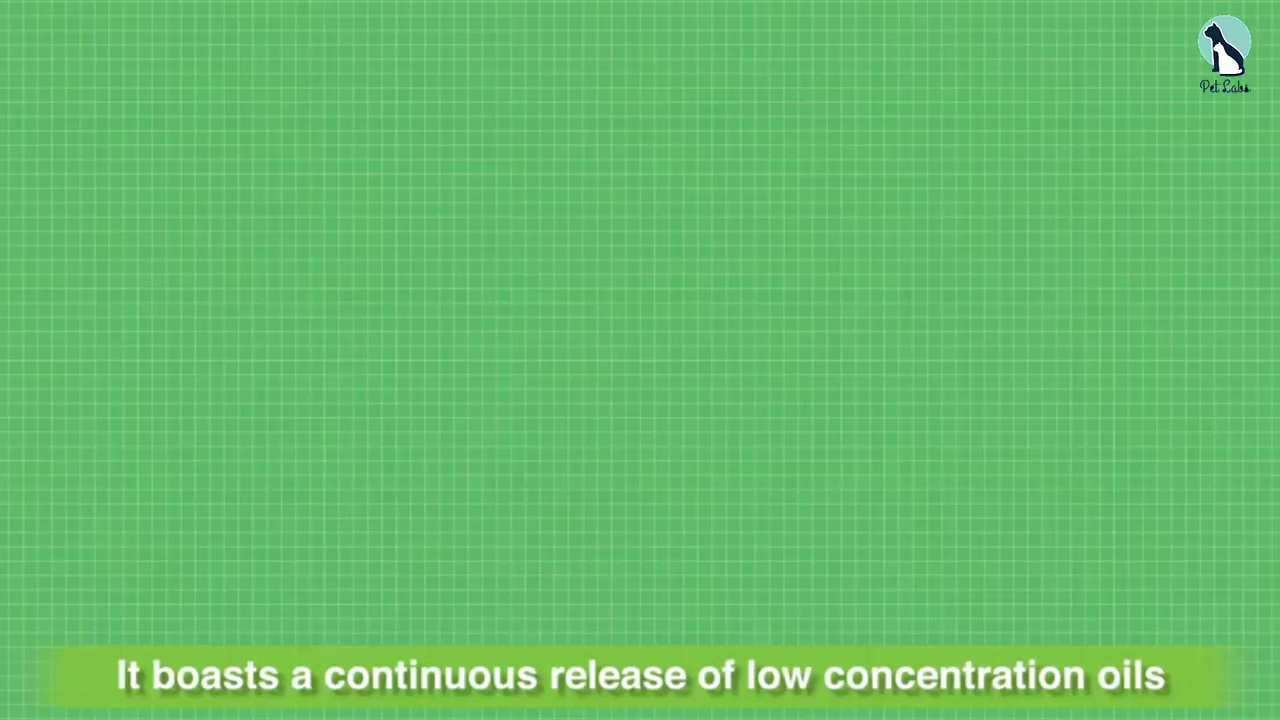 Pet Labs
It boasts a continuous release of low concentration oils